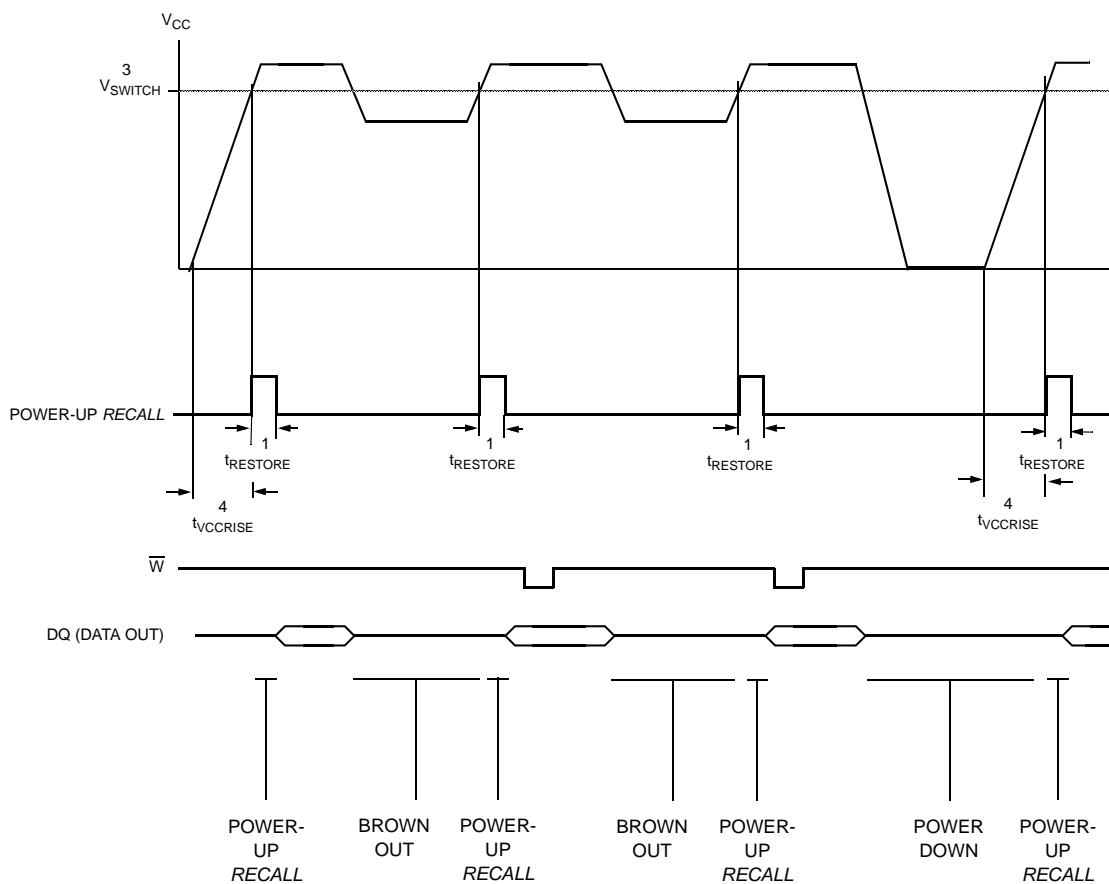 VCC
3
VSWITCH
POWER-UP RECALL
1 1 1 1
tRESTORE tRESTORE tRESTORE tRESTORE
4 4
tVCCRISE tVCCRISE
W̅
DQ (DATA OUT)
POWER- BROWN POWER- BROWN POWER- POWER POWER-
UP OUT UP OUT UP DOWN UP
RECALL RECALL RECALL RECALL